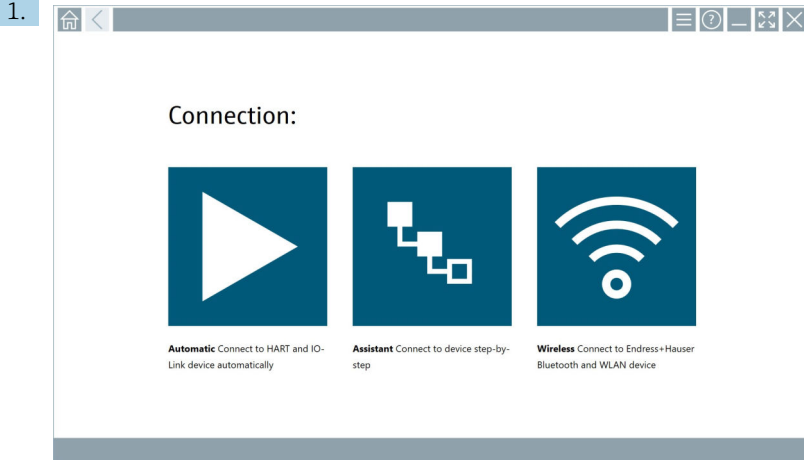 1.
Connection:
Automatic Connect to HART and IO-
Link device automatically
Assistant Connect to device step-by-
step
Wireless Connect to Endress+Hauser
Bluetooth and WLAN device